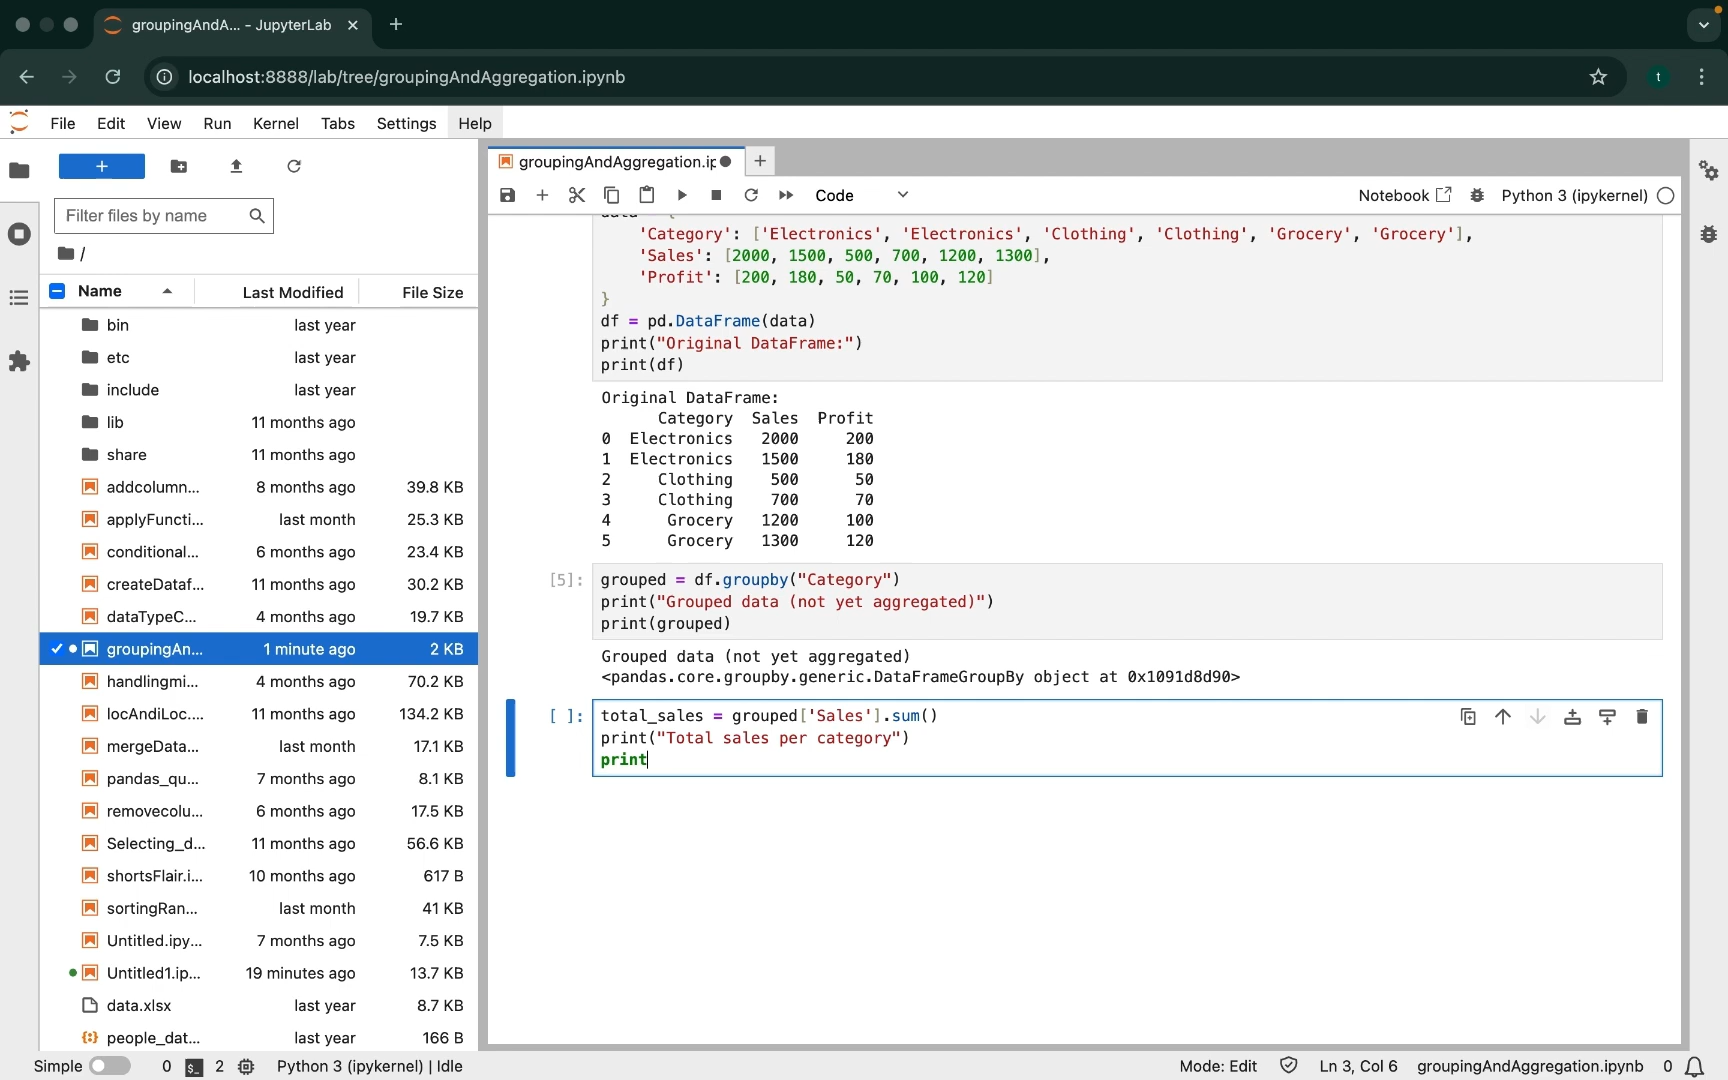 groupingAndA... - JupyterLab
localhost:8888/lab/tree/groupingAndAggregation.ipynb
t
File Edit View Run Kernel Tabs Settings Help
Filter files by name
/
Name Last Modified File Size
bin last year
etc last year
include last year
lib 11 months ago
share 11 months ago
addcolumn... 8 months ago 39.8 KB
applyFuncti... last month 25.3 KB
conditional... 6 months ago 23.4 KB
createDataf... 11 months ago 30.2 KB
dataTypeC... 4 months ago 19.7 KB
groupingAn... 1 minute ago 2 KB
handlingmi... 4 months ago 70.2 KB
locAndiLoc.... 11 months ago 134.2 KB
mergeData... last month 17.1 KB
pandas_qu... 7 months ago 8.1 KB
removecolu... 6 months ago 17.5 KB
Selecting_d... 11 months ago 56.6 KB
shortsFlair.i... 10 months ago 617 B
sortingRan... last month 41 KB
Untitled.ipy... 7 months ago 7.5 KB
Untitled1.ip... 19 minutes ago 13.7 KB
data.xlsx last year 8.7 KB
people_dat... last year 166 B
groupingAndAggregation.ip
Code Notebook Python 3 (ipykernel)
'Category': ['Electronics', 'Electronics', 'Clothing', 'Clothing', 'Grocery', 'Grocery'],
'Sales': [2000, 1500, 500, 700, 1200, 1300],
'Profit': [200, 180, 50, 70, 100, 120]
}
df = pd.DataFrame(data)
print("Original DataFrame:")
print(df)
Original DataFrame:
Category Sales Profit
0 Electronics 2000 200
1 Electronics 1500 180
2 Clothing 500 50
3 Clothing 700 70
4 Grocery 1200 100
5 Grocery 1300 120
[5]: grouped = df.groupby("Category")
print("Grouped data (not yet aggregated)")
print(grouped)
Grouped data (not yet aggregated)
<pandas.core.groupby.generic.DataFrameGroupBy object at 0x1091d8d90>
[ ]: total_sales = grouped['Sales'].sum()
print("Total sales per category")
print
Simple 0 $_ 2 Python 3 (ipykernel) | Idle Mode: Edit Ln 3, Col 6 groupingAndAggregation.ipynb 0